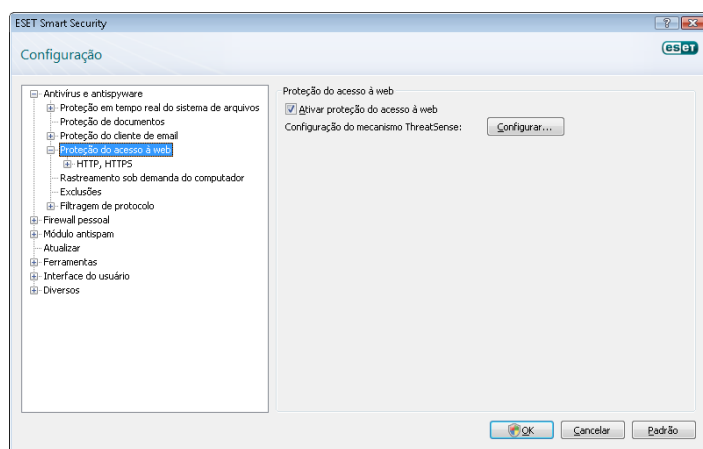 ESET Smart Security
Configuração
eset
Antivírus e antispyware
Proteção em tempo real do sistema de arquivos
Proteção de documentos
Proteção do cliente de email
Proteção do acesso à web
HTTP, HTTPS
Rastreamento sob demanda do computador
Exclusões
Filtragem de protocolo
Firewall pessoal
Módulo antispam
Atualizar
Ferramentas
Interface do usuário
Diversos
Proteção do acesso à web
Ativar proteção do acesso à web
Configuração do mecanismo ThreatSense: Configurar...
OK Cancelar Padrão